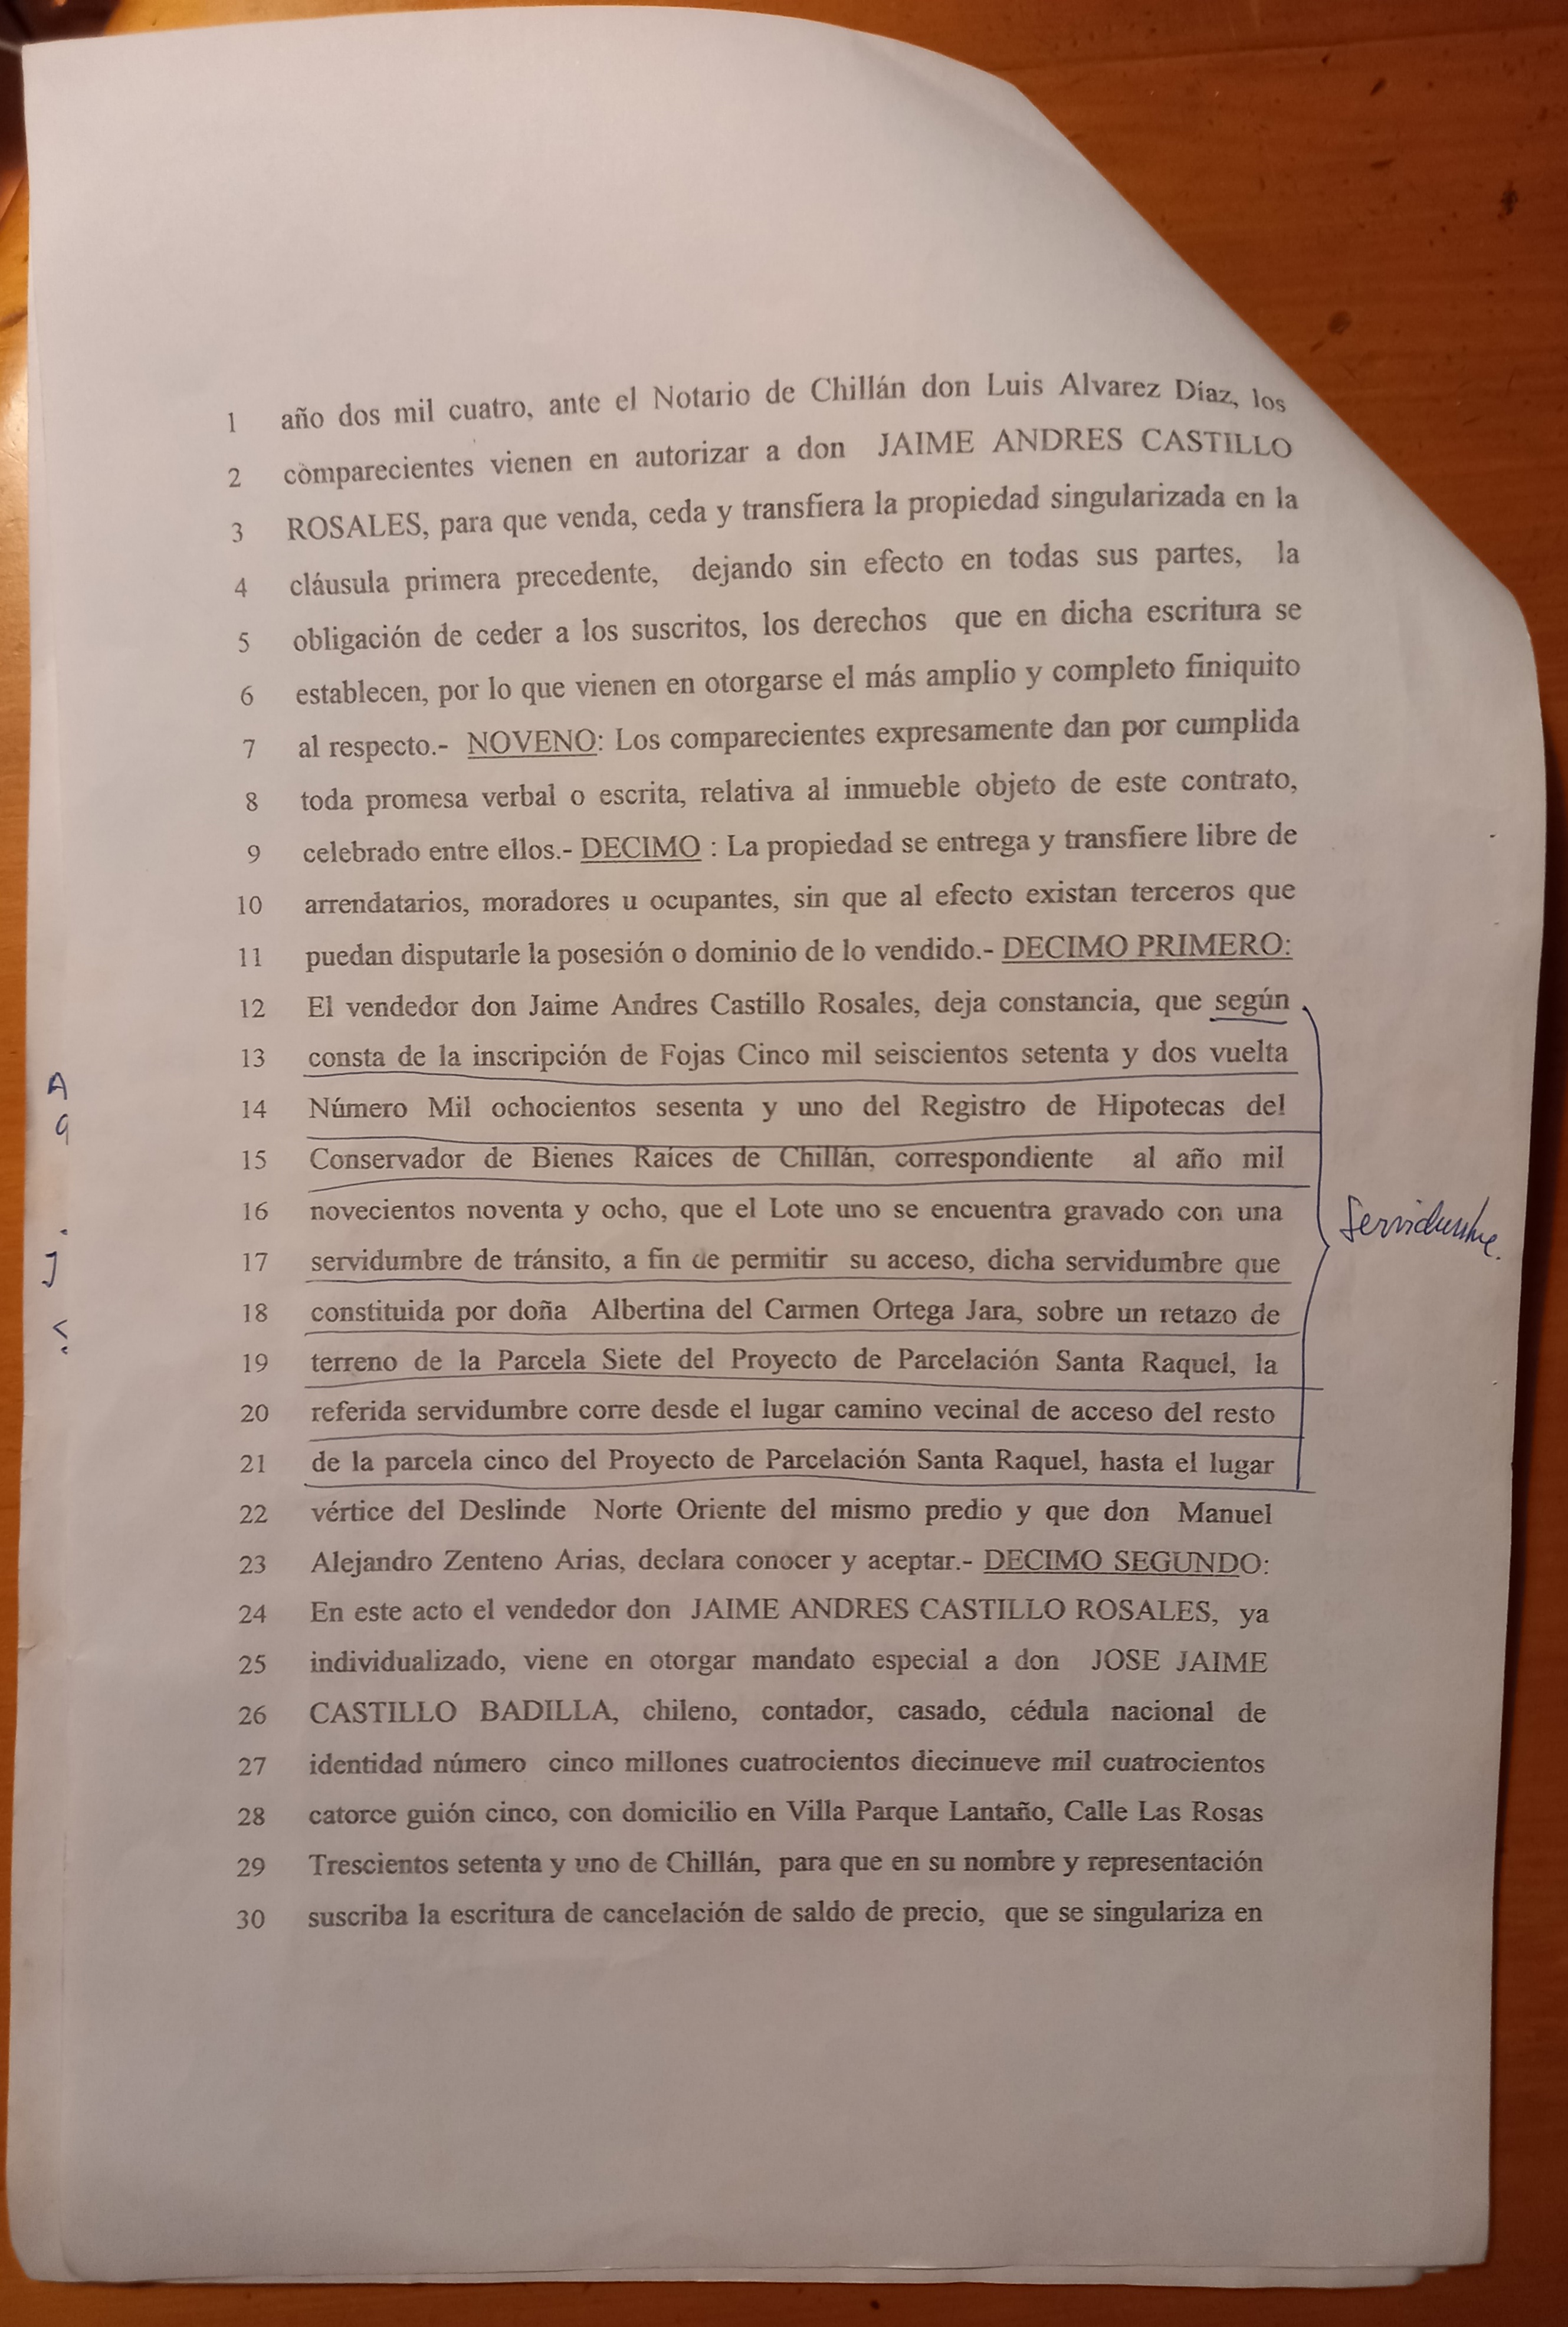 1 año dos mil cuatro, ante el Notario de Chillán don Luis Alvarez Díaz, los
2 comparecientes vienen en autorizar a don JAIME ANDRES CASTILLO
3 ROSALES, para que venda, ceda y transfiera la propiedad singularizada en la
4 cláusula primera precedente, dejando sin efecto en todas sus partes, la
5 obligación de ceder a los suscritos, los derechos que en dicha escritura se
6 establecen, por lo que vienen en otorgarse el más amplio y completo finiquito
7 al respecto.- NOVENO: Los comparecientes expresamente dan por cumplida
8 toda promesa verbal o escrita, relativa al inmueble objeto de este contrato,
9 celebrado entre ellos.- DECIMO : La propiedad se entrega y transfiere libre de
10 arrendatarios, moradores u ocupantes, sin que al efecto existan terceros que
11 puedan disputarle la posesión o dominio de lo vendido.- DECIMO PRIMERO:
12 El vendedor don Jaime Andres Castillo Rosales, deja constancia, que según
13 consta de la inscripción de Fojas Cinco mil seiscientos setenta y dos vuelta
14 Número Mil ochocientos sesenta y uno del Registro de Hipotecas del
15 Conservador de Bienes Raíces de Chillán, correspondiente al año mil
16 novecientos noventa y ocho, que el Lote uno se encuentra gravado con una
Servidumbre.
17 servidumbre de tránsito, a fin de permitir su acceso, dicha servidumbre que
18 constituida por doña Albertina del Carmen Ortega Jara, sobre un retazo de
19 terreno de la Parcela Siete del Proyecto de Parcelación Santa Raquel, la
20 referida servidumbre corre desde el lugar camino vecinal de acceso del resto
21 de la parcela cinco del Proyecto de Parcelación Santa Raquel, hasta el lugar
22 vértice del Deslinde Norte Oriente del mismo predio y que don Manuel
23 Alejandro Zenteno Arias, declara conocer y aceptar.- DECIMO SEGUNDO:
24 En este acto el vendedor don JAIME ANDRES CASTILLO ROSALES, ya
25 individualizado, viene en otorgar mandato especial a don JOSE JAIME
26 CASTILLO BADILLA, chileno, contador, casado, cédula nacional de
27 identidad número cinco millones cuatrocientos diecinueve mil cuatrocientos
28 catorce guión cinco, con domicilio en Villa Parque Lantaño, Calle Las Rosas
29 Trescientos setenta y uno de Chillán, para que en su nombre y representación
30 suscriba la escritura de cancelación de saldo de precio, que se singulariza en